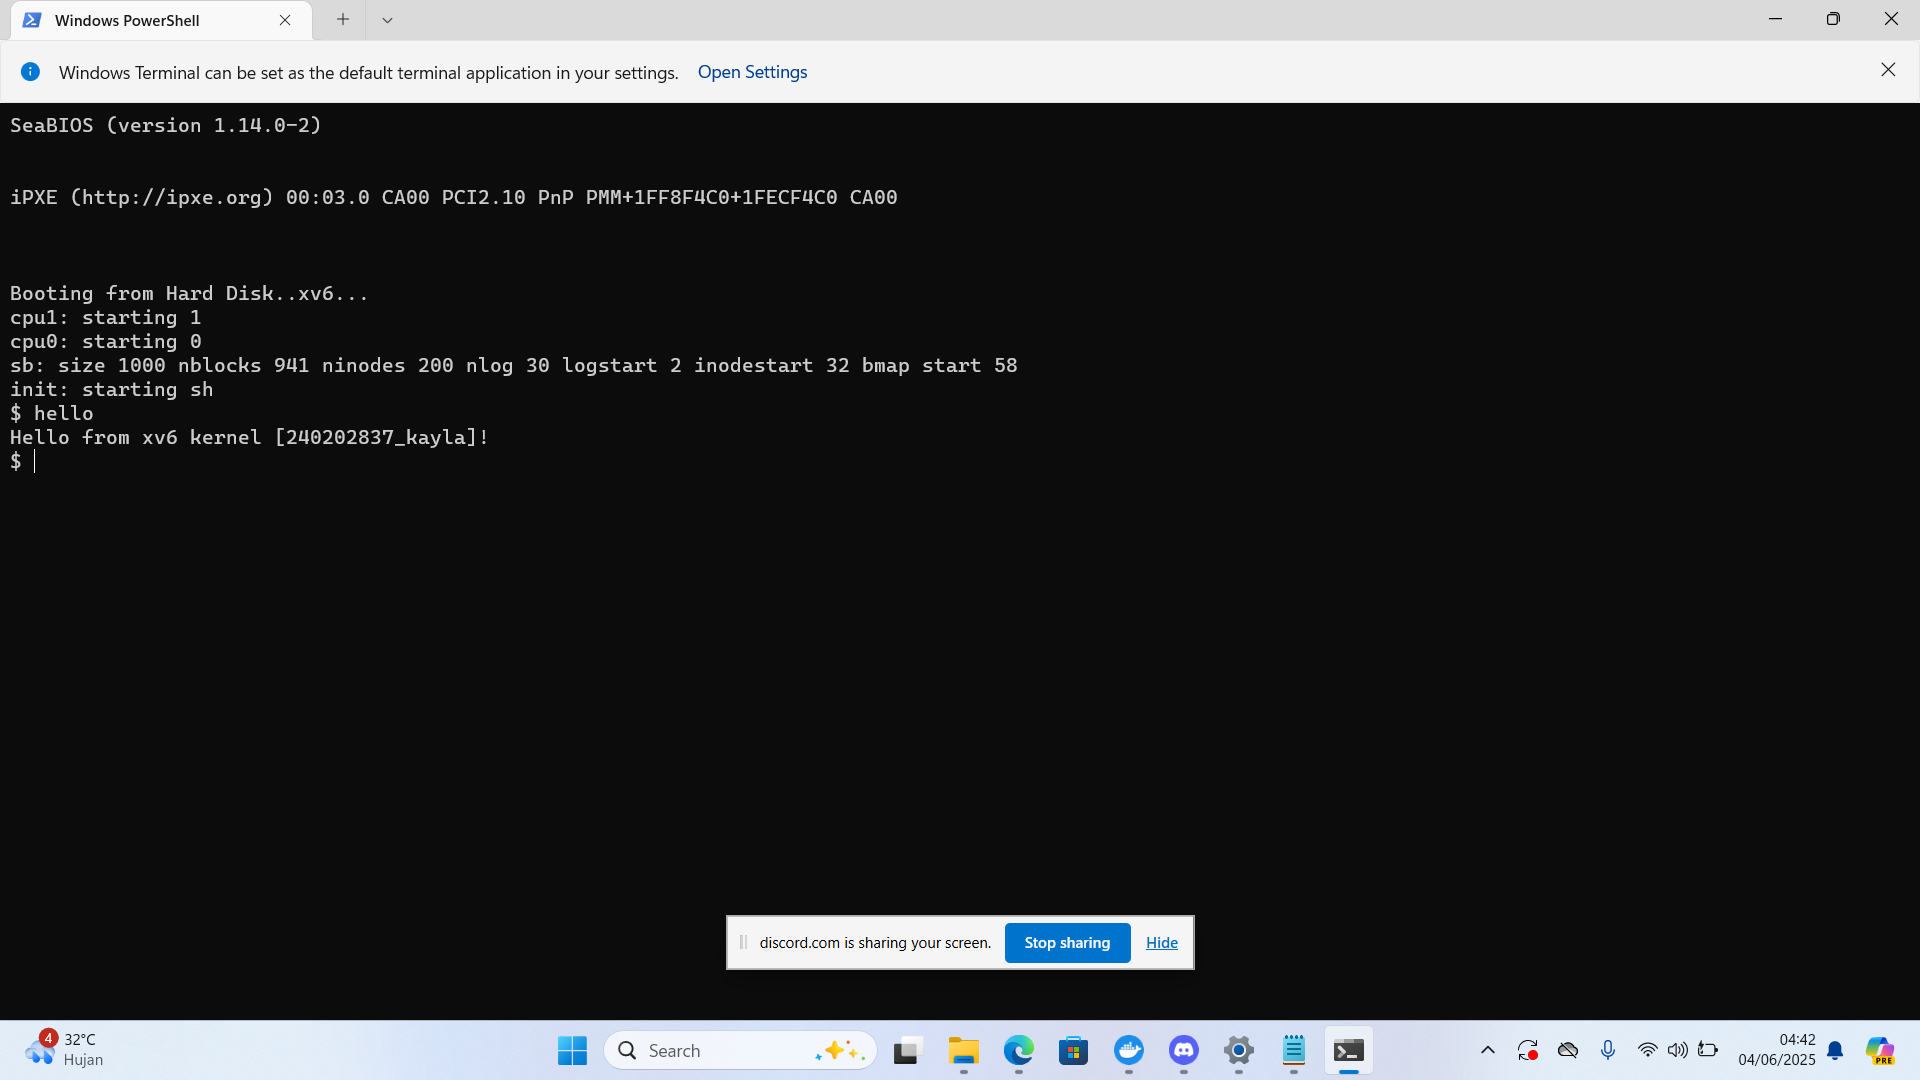 Windows PowerShell
Windows Terminal can be set as the default terminal application in your settings. Open Settings
SeaBIOS (version 1.14.0-2)
iPXE (http://ipxe.org) 00:03.0 CA00 PCI2.10 PnP PMM+1FF8F4C0+1FECF4C0 CA00
Booting from Hard Disk..xv6...
cpu1: starting 1
cpu0: starting 0
sb: size 1000 nblocks 941 ninodes 200 nlog 30 logstart 2 inodestart 32 bmap start 58
init: starting sh
$ hello
Hello from xv6 kernel [240202837_kayla]!
$
discord.com is sharing your screen. Stop sharing Hide
4 32°C
Hujan
Search
04:42
04/06/2025
PRE